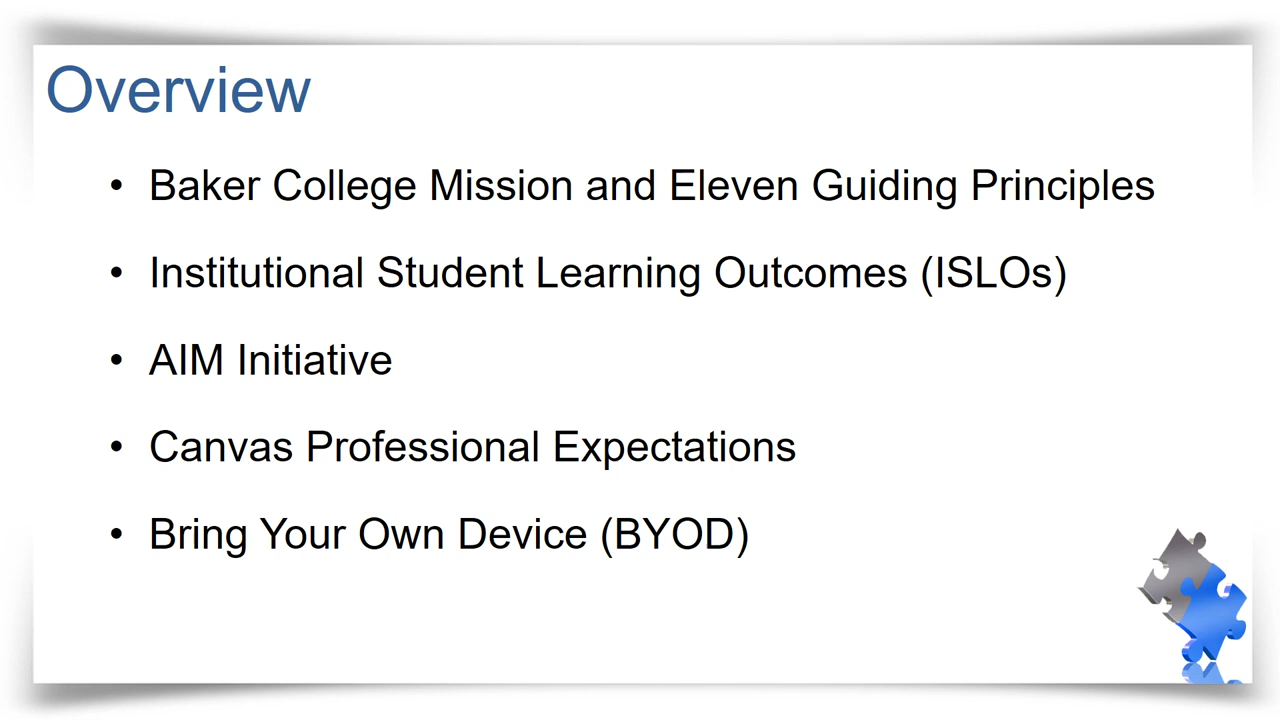 Overview
• Baker College Mission and Eleven Guiding Principles
• Institutional Student Learning Outcomes (ISLOs)
• AIM Initiative
• Canvas Professional Expectations
• Bring Your Own Device (BYOD)